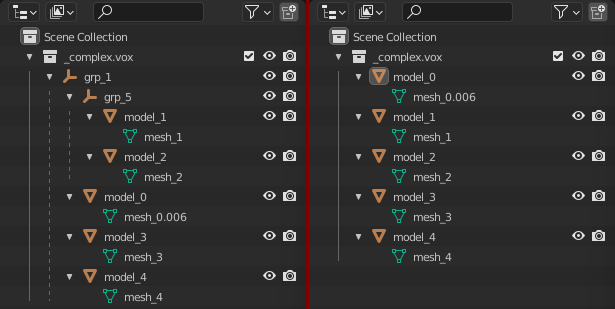 Scene Collection
_complex.vox
grp_1
grp_5
model_1
mesh_1
model_2
mesh_2
model_0
mesh_0.006
model_3
mesh_3
model_4
mesh_4
Scene Collection
_complex.vox
model_0
mesh_0.006
model_1
mesh_1
model_2
mesh_2
model_3
mesh_3
model_4
mesh_4